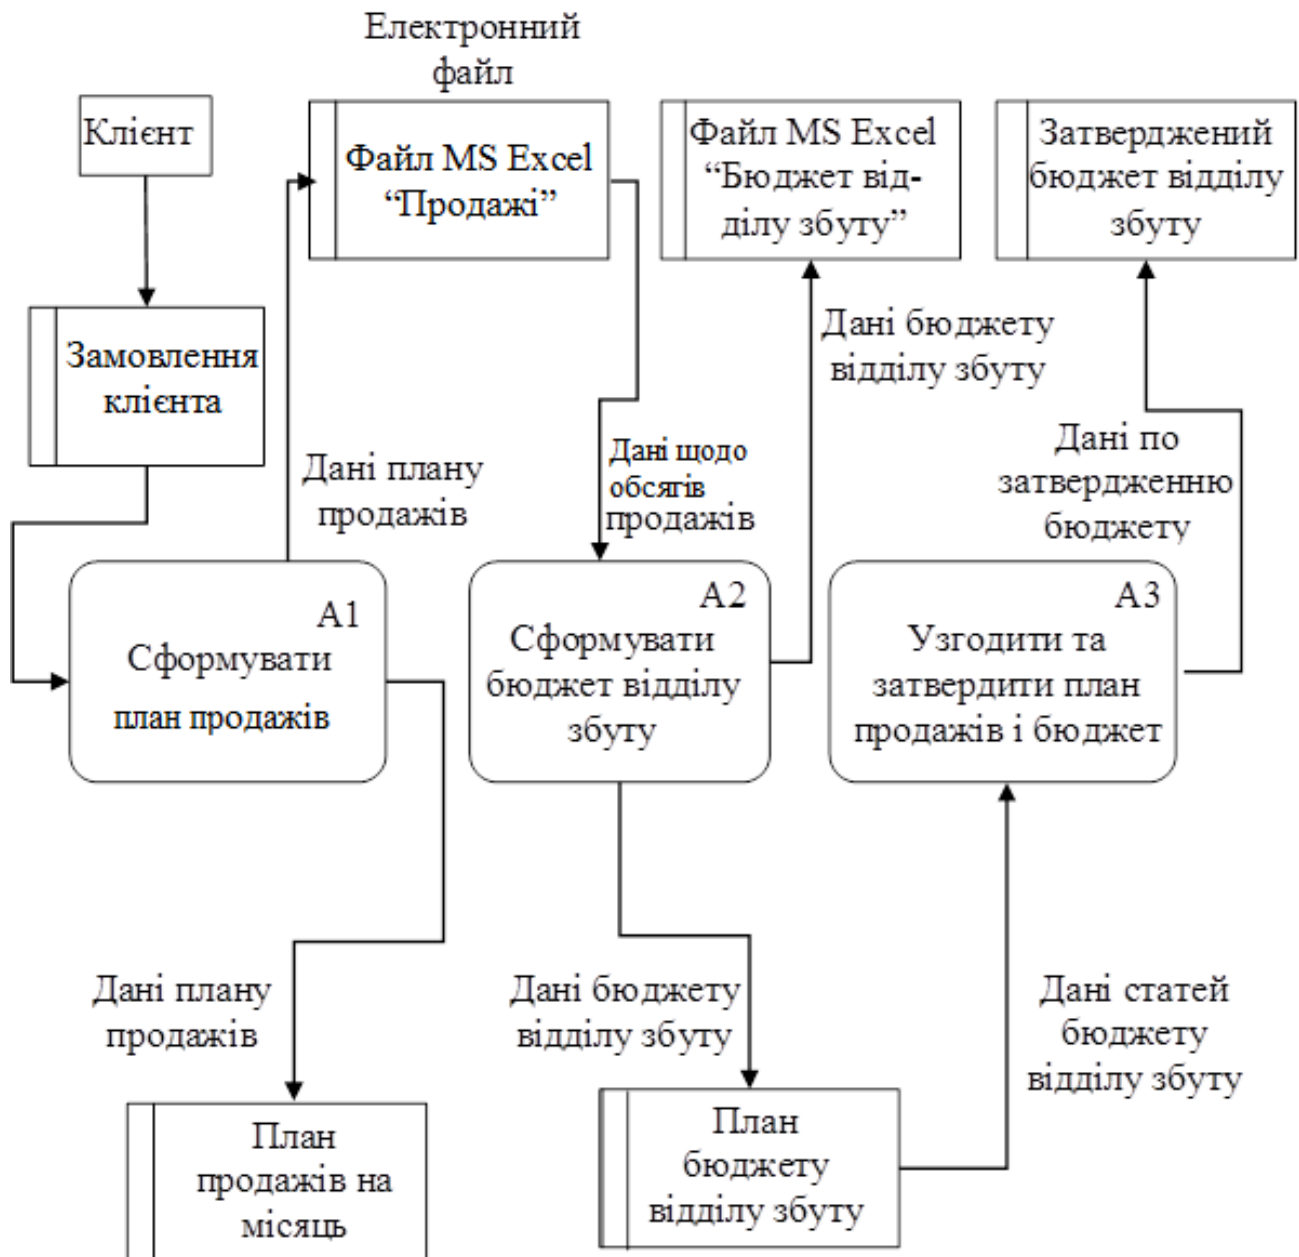 Електронний
файл
Клієнт
Файл MS Excel
“Продажі”
Файл MS Excel
“Бюджет від-
ділу збуту”
Затверджений
бюджет відділу
збуту
Замовлення
клієнта
Дані плану
продажів
Дані щодо
обсягів
продажів
Дані бюджету
відділу збуту
Дані по
затвердженню
бюджету
А1
Сформувати
план продажів
А2
Сформувати
бюджет відділу
збуту
А3
Узгодити та
затвердити план
продажів і бюджет
Дані плану
продажів
Дані бюджету
відділу збуту
Дані статей
бюджету
відділу збуту
План
продажів на
місяць
План
бюджету
відділу збуту